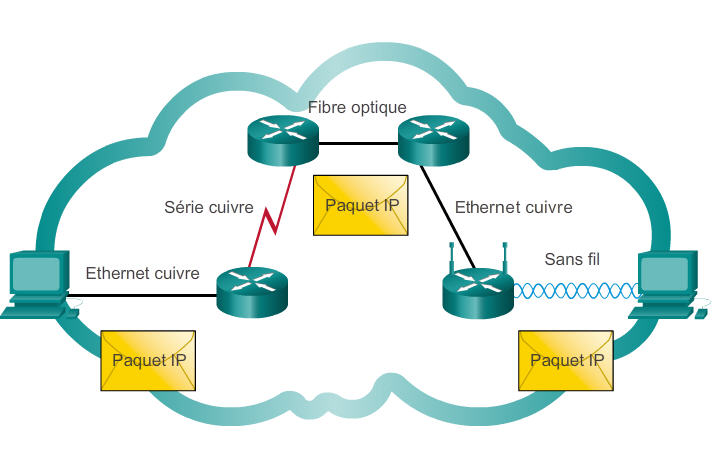 Fibre optique
Série cuivre
Paquet IP
Ethernet cuivre
Ethernet cuivre
Sans fil
Paquet IP
Paquet IP